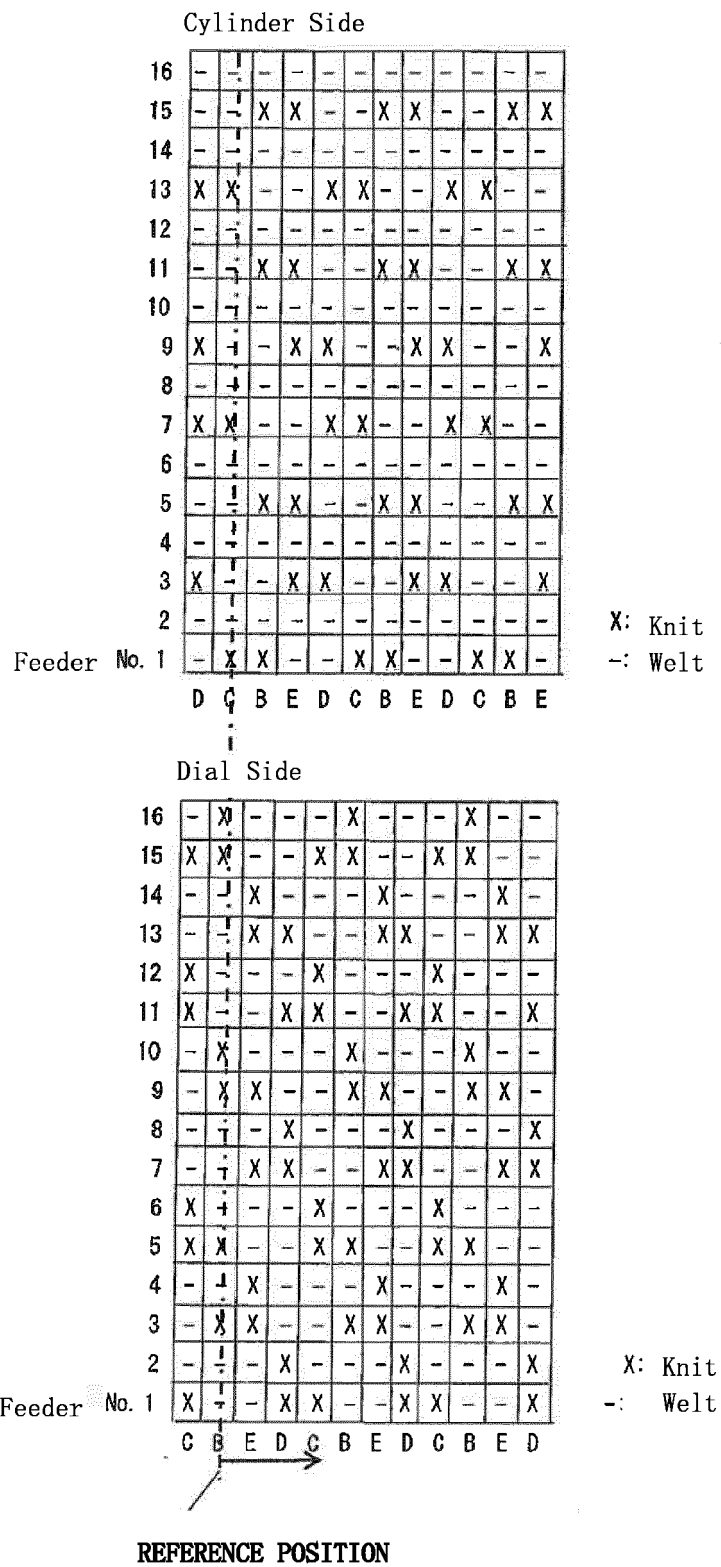 Cylinder Side
16 - - - - - - - - - - - -
15 - - X X - - X X - - X X
14 - - - - - - - - - - - -
13 X X - - X X - - X X - -
12 - - - - - - - - - - - -
11 - - X X - - X X - - X X
10 - - - - - - - - - - - -
9 X - - X X - - X X - - X
8 - - - - - - - - - - - -
7 X X - - X X - - X X - -
6 - - - - - - - - - - - -
5 - - X X - - X X - - X X
4 - - - - - - - - - - - -
3 X - - X X - - X X - - X
2 - - - - - - - - - - - - X: Knit
Feeder No. 1 - X X - - X X - - X X - -: Welt
D C B E D C B E D C B E
Dial Side
16 - X - - - X - - - X - -
15 X X - - X X - - X X - -
14 - - X - - - X - - - X -
13 - - X X - - X X - - X X
12 X - - - X - - - X - - -
11 X - - X X - - X X - - X
10 - X - - - X - - - X - -
9 - X X - - X X - - X X -
8 - - - X - - - X - - - X
7 - - X X - - X X - - X X
6 X - - - X - - - X - - -
5 X X - - X X - - X X - -
4 - - X - - - X - - - X -
3 - X X - - X X - - X X -
2 - - - X - - - X - - - X X: Knit
Feeder No. 1 X - - X X - - X X - - X -: Welt
C B E D C B E D C B E D
REFERENCE POSITION